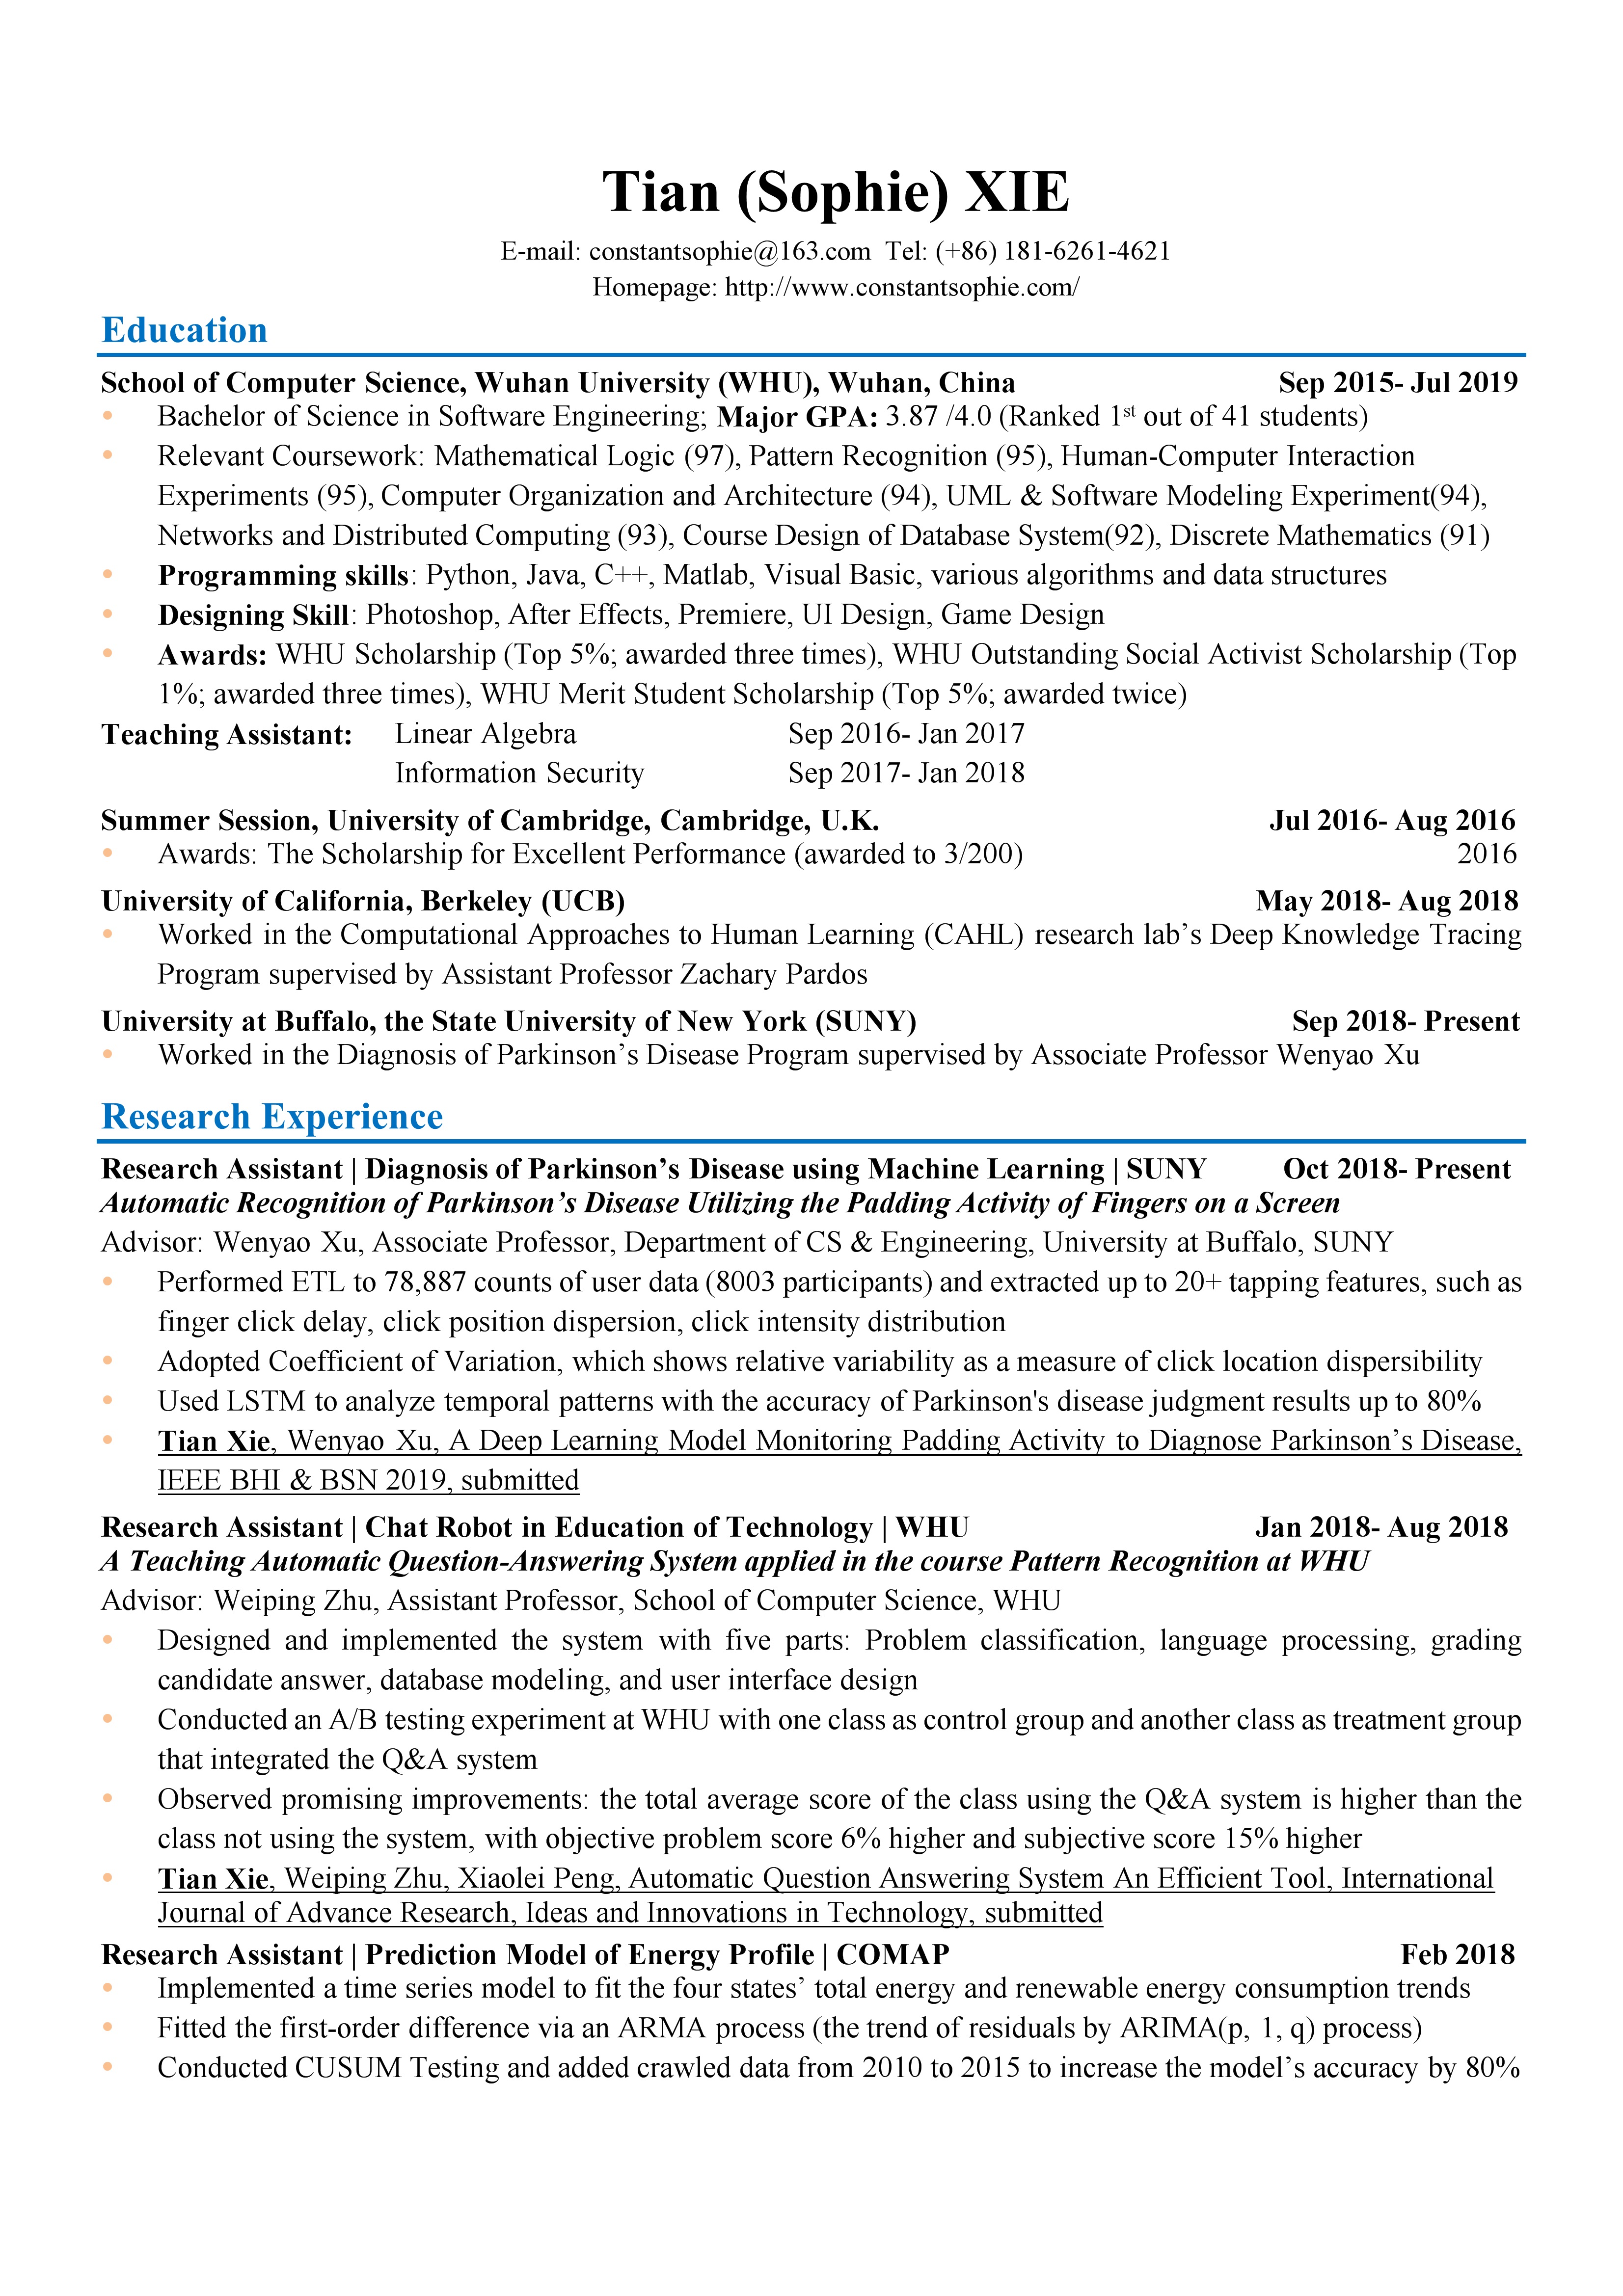 Tian (Sophie) XIE
E-mail: constantsophie@163.com Tel: (+86) 181-6261-4621
Homepage: http://www.constantsophie.com/
Education
School of Computer Science, Wuhan University (WHU), Wuhan, China Sep 2015- Jul 2019
• Bachelor of Science in Software Engineering; Major GPA: 3.87 /4.0 (Ranked 1st out of 41 students)
• Relevant Coursework: Mathematical Logic (97), Pattern Recognition (95), Human-Computer Interaction
Experiments (95), Computer Organization and Architecture (94), UML & Software Modeling Experiment(94),
Networks and Distributed Computing (93), Course Design of Database System(92), Discrete Mathematics (91)
• Programming skills: Python, Java, C++, Matlab, Visual Basic, various algorithms and data structures
• Designing Skill: Photoshop, After Effects, Premiere, UI Design, Game Design
• Awards: WHU Scholarship (Top 5%; awarded three times), WHU Outstanding Social Activist Scholarship (Top
1%; awarded three times), WHU Merit Student Scholarship (Top 5%; awarded twice)
Teaching Assistant: Linear Algebra Sep 2016- Jan 2017
Information Security Sep 2017- Jan 2018
Summer Session, University of Cambridge, Cambridge, U.K. Jul 2016- Aug 2016
• Awards: The Scholarship for Excellent Performance (awarded to 3/200) 2016
University of California, Berkeley (UCB) May 2018- Aug 2018
• Worked in the Computational Approaches to Human Learning (CAHL) research lab’s Deep Knowledge Tracing
Program supervised by Assistant Professor Zachary Pardos
University at Buffalo, the State University of New York (SUNY) Sep 2018- Present
• Worked in the Diagnosis of Parkinson’s Disease Program supervised by Associate Professor Wenyao Xu
Research Experience
Research Assistant | Diagnosis of Parkinson’s Disease using Machine Learning | SUNY Oct 2018- Present
Automatic Recognition of Parkinson’s Disease Utilizing the Padding Activity of Fingers on a Screen
Advisor: Wenyao Xu, Associate Professor, Department of CS & Engineering, University at Buffalo, SUNY
• Performed ETL to 78,887 counts of user data (8003 participants) and extracted up to 20+ tapping features, such as
finger click delay, click position dispersion, click intensity distribution
• Adopted Coefficient of Variation, which shows relative variability as a measure of click location dispersibility
• Used LSTM to analyze temporal patterns with the accuracy of Parkinson's disease judgment results up to 80%
• Tian Xie, Wenyao Xu, A Deep Learning Model Monitoring Padding Activity to Diagnose Parkinson’s Disease,
IEEE BHI & BSN 2019, submitted
Research Assistant | Chat Robot in Education of Technology | WHU Jan 2018- Aug 2018
A Teaching Automatic Question-Answering System applied in the course Pattern Recognition at WHU
Advisor: Weiping Zhu, Assistant Professor, School of Computer Science, WHU
• Designed and implemented the system with five parts: Problem classification, language processing, grading
candidate answer, database modeling, and user interface design
• Conducted an A/B testing experiment at WHU with one class as control group and another class as treatment group
that integrated the Q&A system
• Observed promising improvements: the total average score of the class using the Q&A system is higher than the
class not using the system, with objective problem score 6% higher and subjective score 15% higher
• Tian Xie, Weiping Zhu, Xiaolei Peng, Automatic Question Answering System An Efficient Tool, International
Journal of Advance Research, Ideas and Innovations in Technology, submitted
Research Assistant | Prediction Model of Energy Profile | COMAP Feb 2018
• Implemented a time series model to fit the four states’ total energy and renewable energy consumption trends
• Fitted the first-order difference via an ARMA process (the trend of residuals by ARIMA(p, 1, q) process)
• Conducted CUSUM Testing and added crawled data from 2010 to 2015 to increase the model’s accuracy by 80%